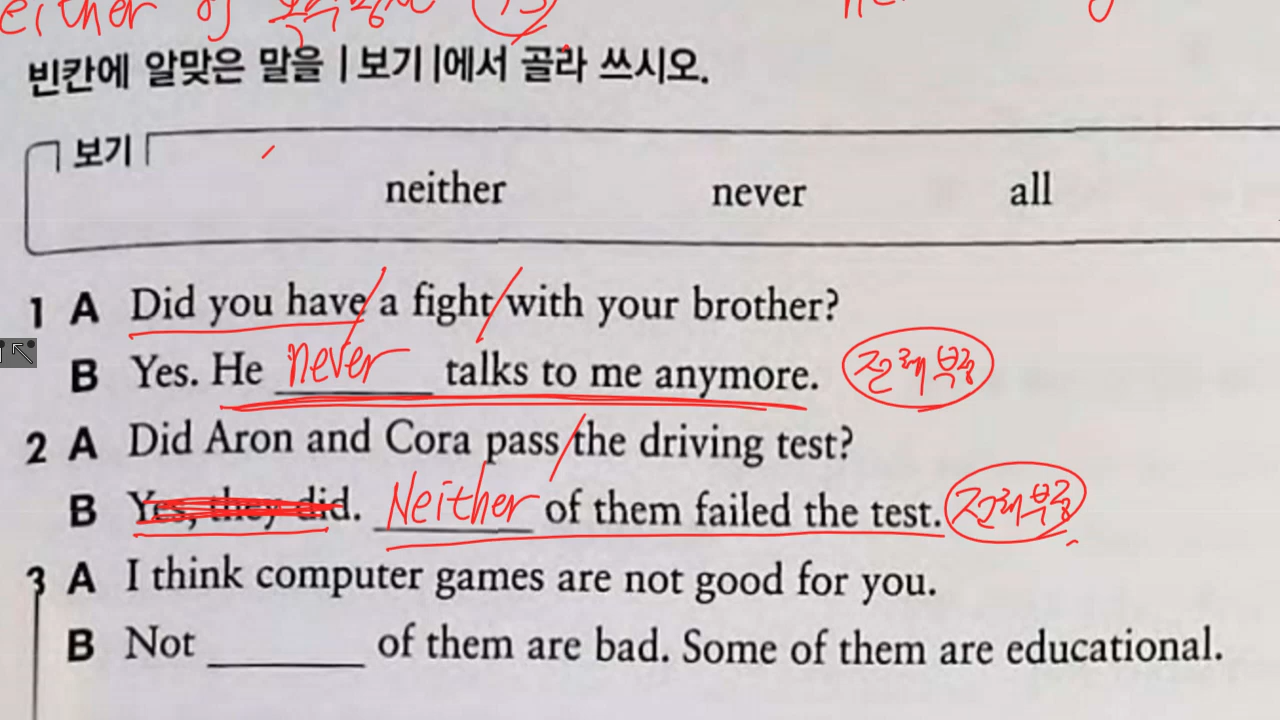 either of
빈칸에 알맞은 말을 |보기|에서 골라 쓰시오.
보기
neither never all
1 A Did you have a fight with your brother?
B Yes. He never talks to me anymore. 전체부정
2 A Did Aron and Cora pass the driving test?
B Yes, they did. Neither of them failed the test. 전체부정
3 A I think computer games are not good for you.
B Not ______ of them are bad. Some of them are educational.